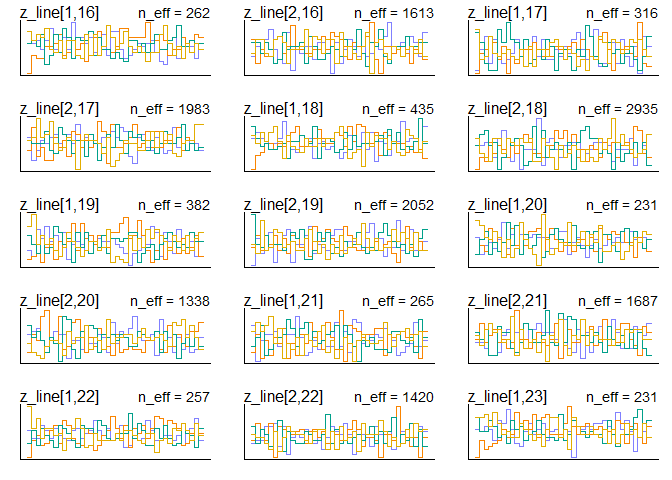 z_line[1,16] n_eff = 262
z_line[2,16] n_eff = 1613
z_line[1,17] n_eff = 316
z_line[2,17] n_eff = 1983
z_line[1,18] n_eff = 435
z_line[2,18] n_eff = 2935
z_line[1,19] n_eff = 382
z_line[2,19] n_eff = 2052
z_line[1,20] n_eff = 231
z_line[2,20] n_eff = 1338
z_line[1,21] n_eff = 265
z_line[2,21] n_eff = 1687
z_line[1,22] n_eff = 257
z_line[2,22] n_eff = 1420
z_line[1,23] n_eff = 231